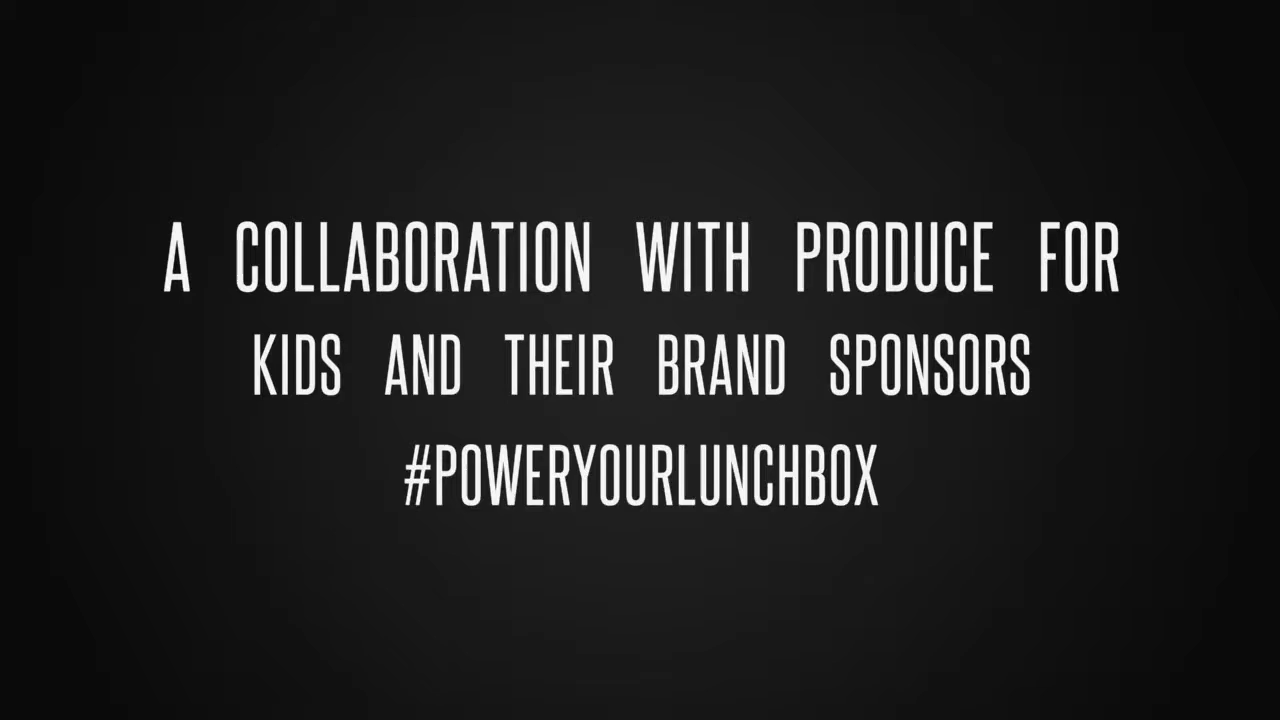 A COLLABORATION WITH PRODUCE FOR
KIDS AND THEIR BRAND SPONSORS
#POWERYOURLUNCHBOX